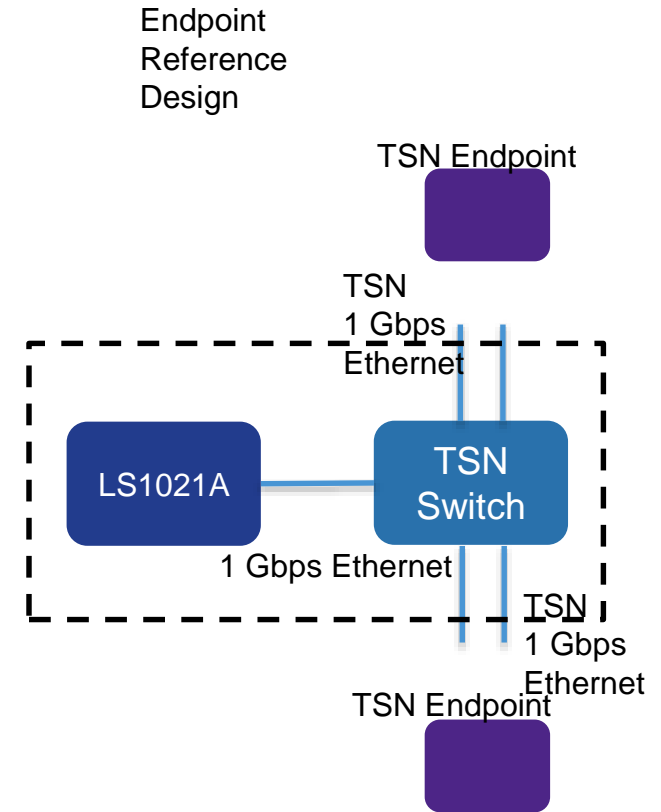 Endpoint
Reference
Design
TSN Endpoint
TSN
1 Gbps
Ethernet
LS1021A
TSN
Switch
1 Gbps Ethernet
TSN
1 Gbps
Ethernet
TSN Endpoint